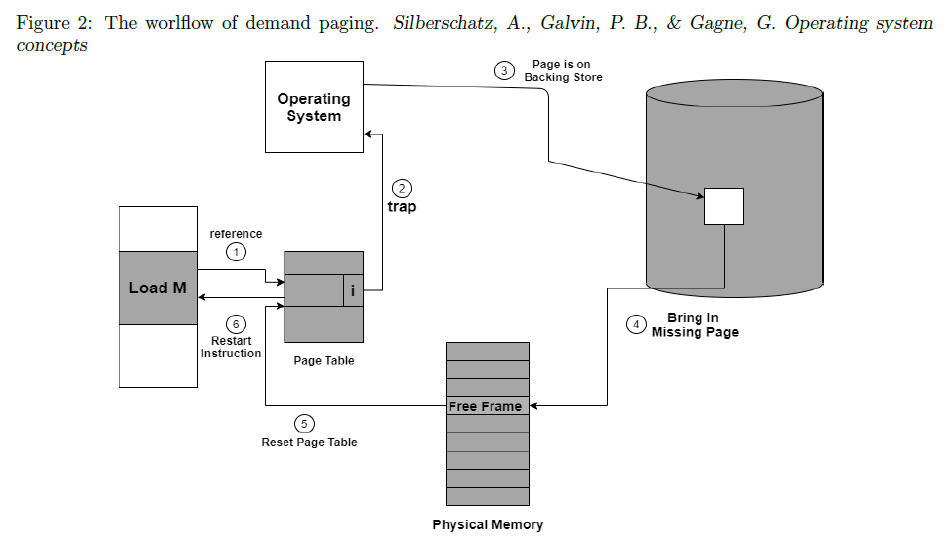 Figure 2: The worlflow of demand paging. Silberschatz, A., Galvin, P. B., & Gagne, G. Operating system
concepts
3
Page is on
Backing Store
Operating
System
2
trap
reference
1
Load M
i
6
Restart
Instruction
Page Table
4
Bring In
Missing Page
Free Frame
5
Reset Page Table
Physical Memory